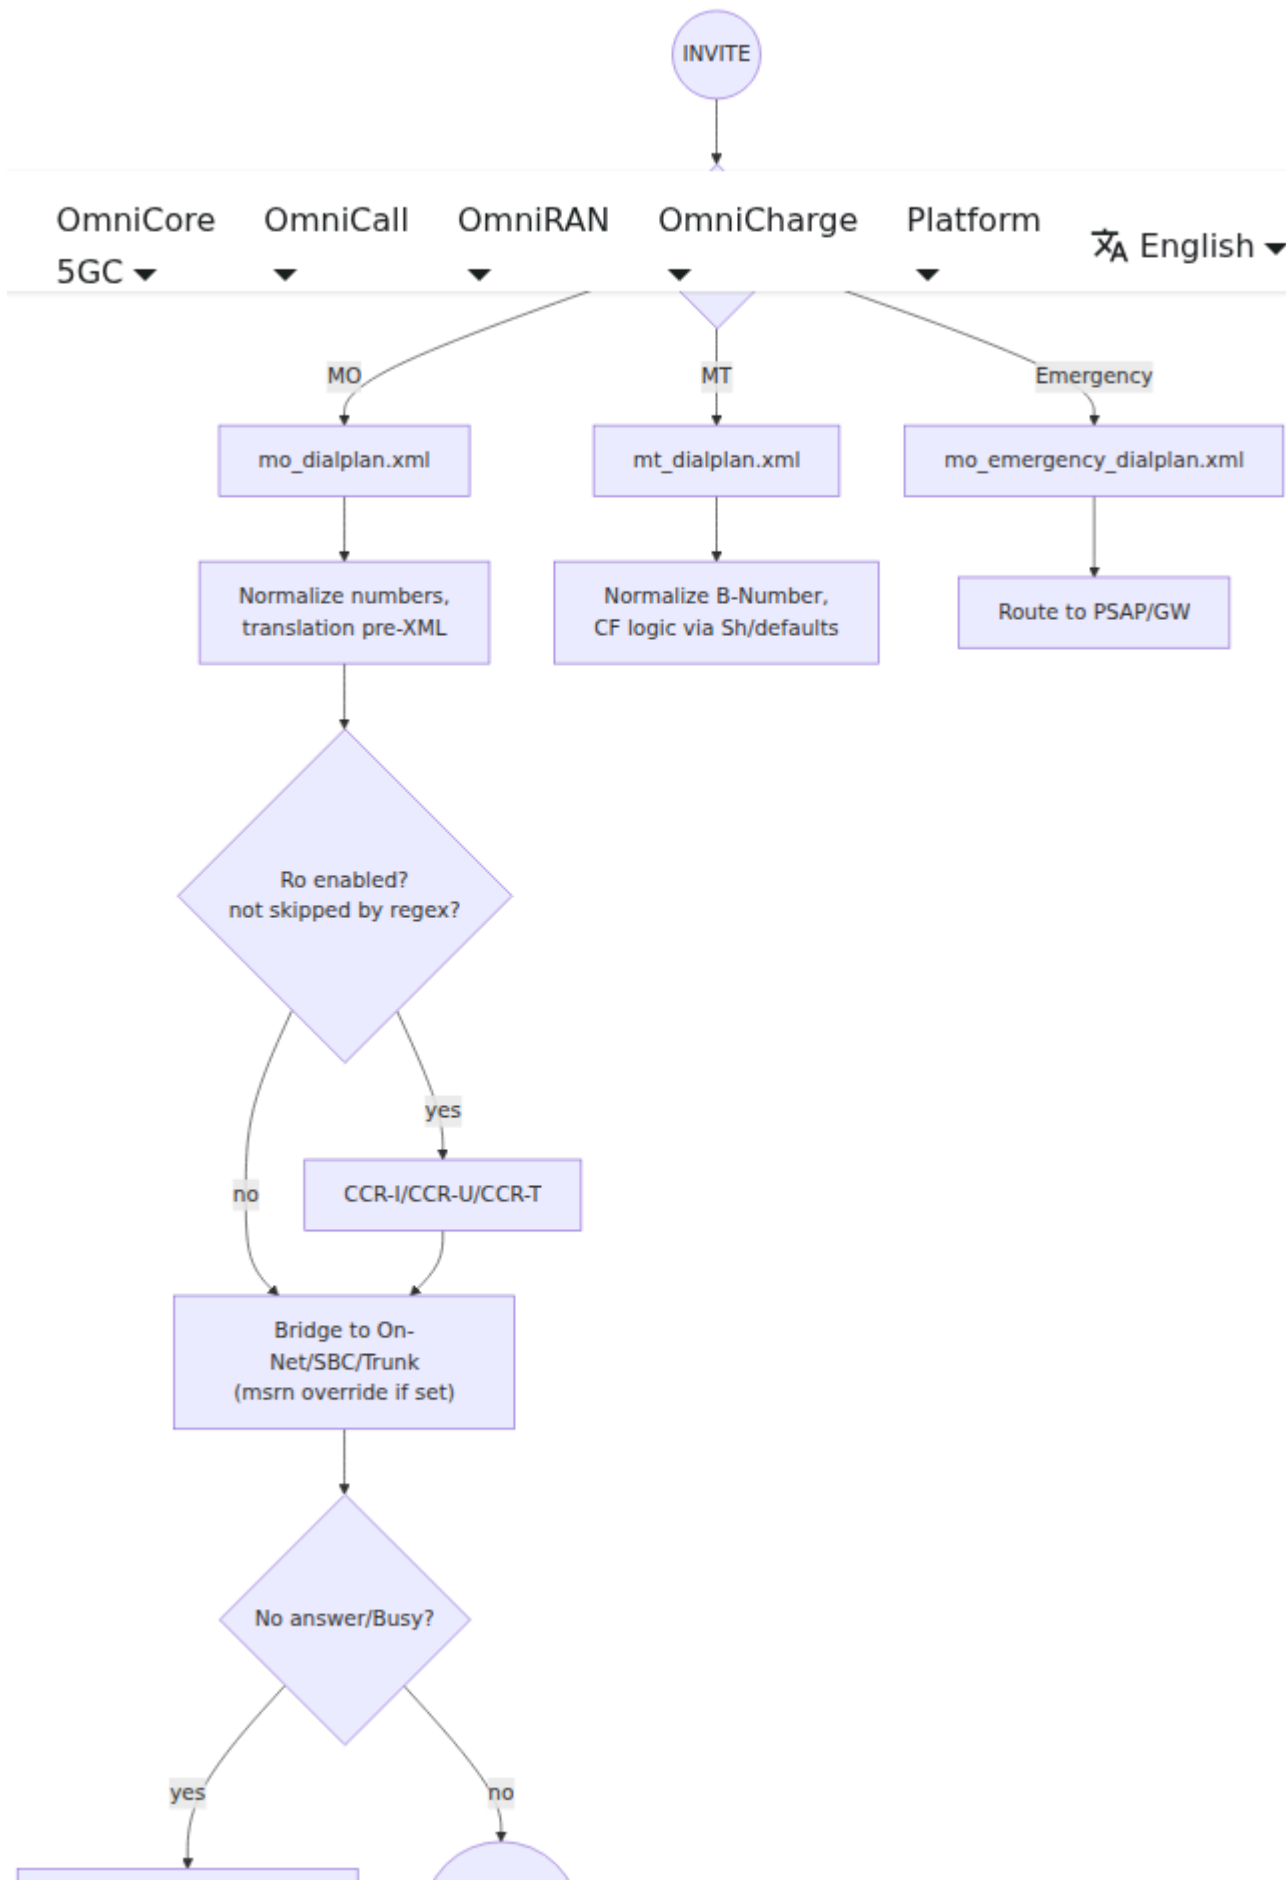 INVITE
OmniCore
5GC
OmniCall
OmniRAN
OmniCharge
Platform
English
MO
MT
Emergency
mo_dialplan.xml
mt_dialplan.xml
mo_emergency_dialplan.xml
Normalize numbers,
translation pre-XML
Normalize B-Number,
CF logic via Sh/defaults
Route to PSAP/GW
Ro enabled?
not skipped by regex?
yes
no
CCR-I/CCR-U/CCR-T
Bridge to On-
Net/SBC/Trunk
(msrn override if set)
No answer/Busy?
yes
no